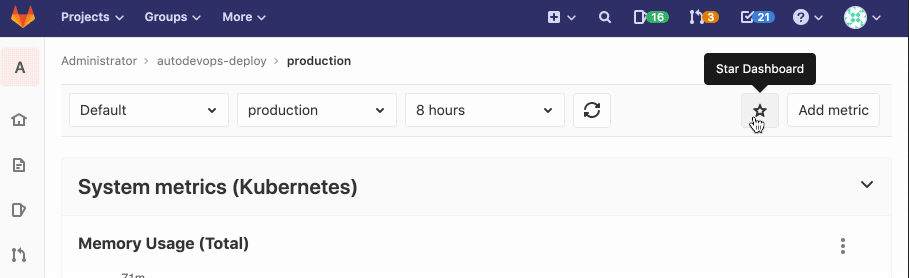 Projects Groups More 16 3 21
Star Dashboard
A Administrator > autodevops-deploy > production
Default production 8 hours Add metric
System metrics (Kubernetes)
Memory Usage (Total)
71m